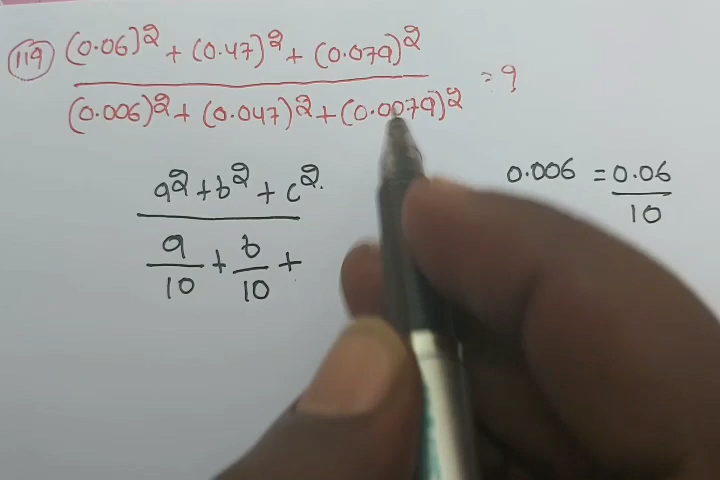 119 (0.06)² + (0.47)² + (0.079)²
(0.006)² + (0.047)² + (0.0079)² = ?
a² + b² + c²
a/10 + b/10 +
0.006 = 0.06/10